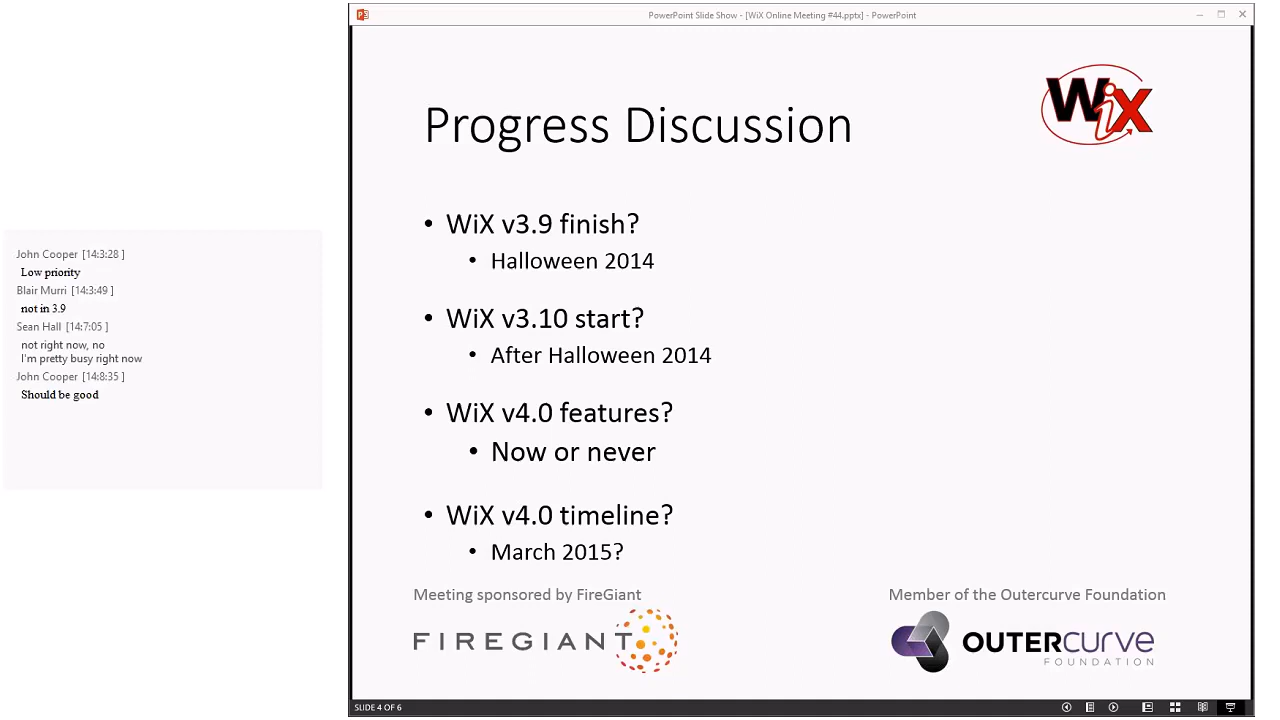 PowerPoint Slide Show - [WiX Online Meeting #44.pptx] - PowerPoint
John Cooper [14:3:28 ]
Low priority
Blair Murri [14:3:49 ]
not in 3.9
Sean Hall [14:7:05 ]
not right now, no
I'm pretty busy right now
John Cooper [14:8:35 ]
Should be good
WiX
Progress Discussion
• WiX v3.9 finish?
• Halloween 2014
• WiX v3.10 start?
• After Halloween 2014
• WiX v4.0 features?
• Now or never
• WiX v4.0 timeline?
• March 2015?
Meeting sponsored by FireGiant
FIREGIANT
Member of the Outercurve Foundation
OUTERCURVE
FOUNDATION
SLIDE 4 OF 6